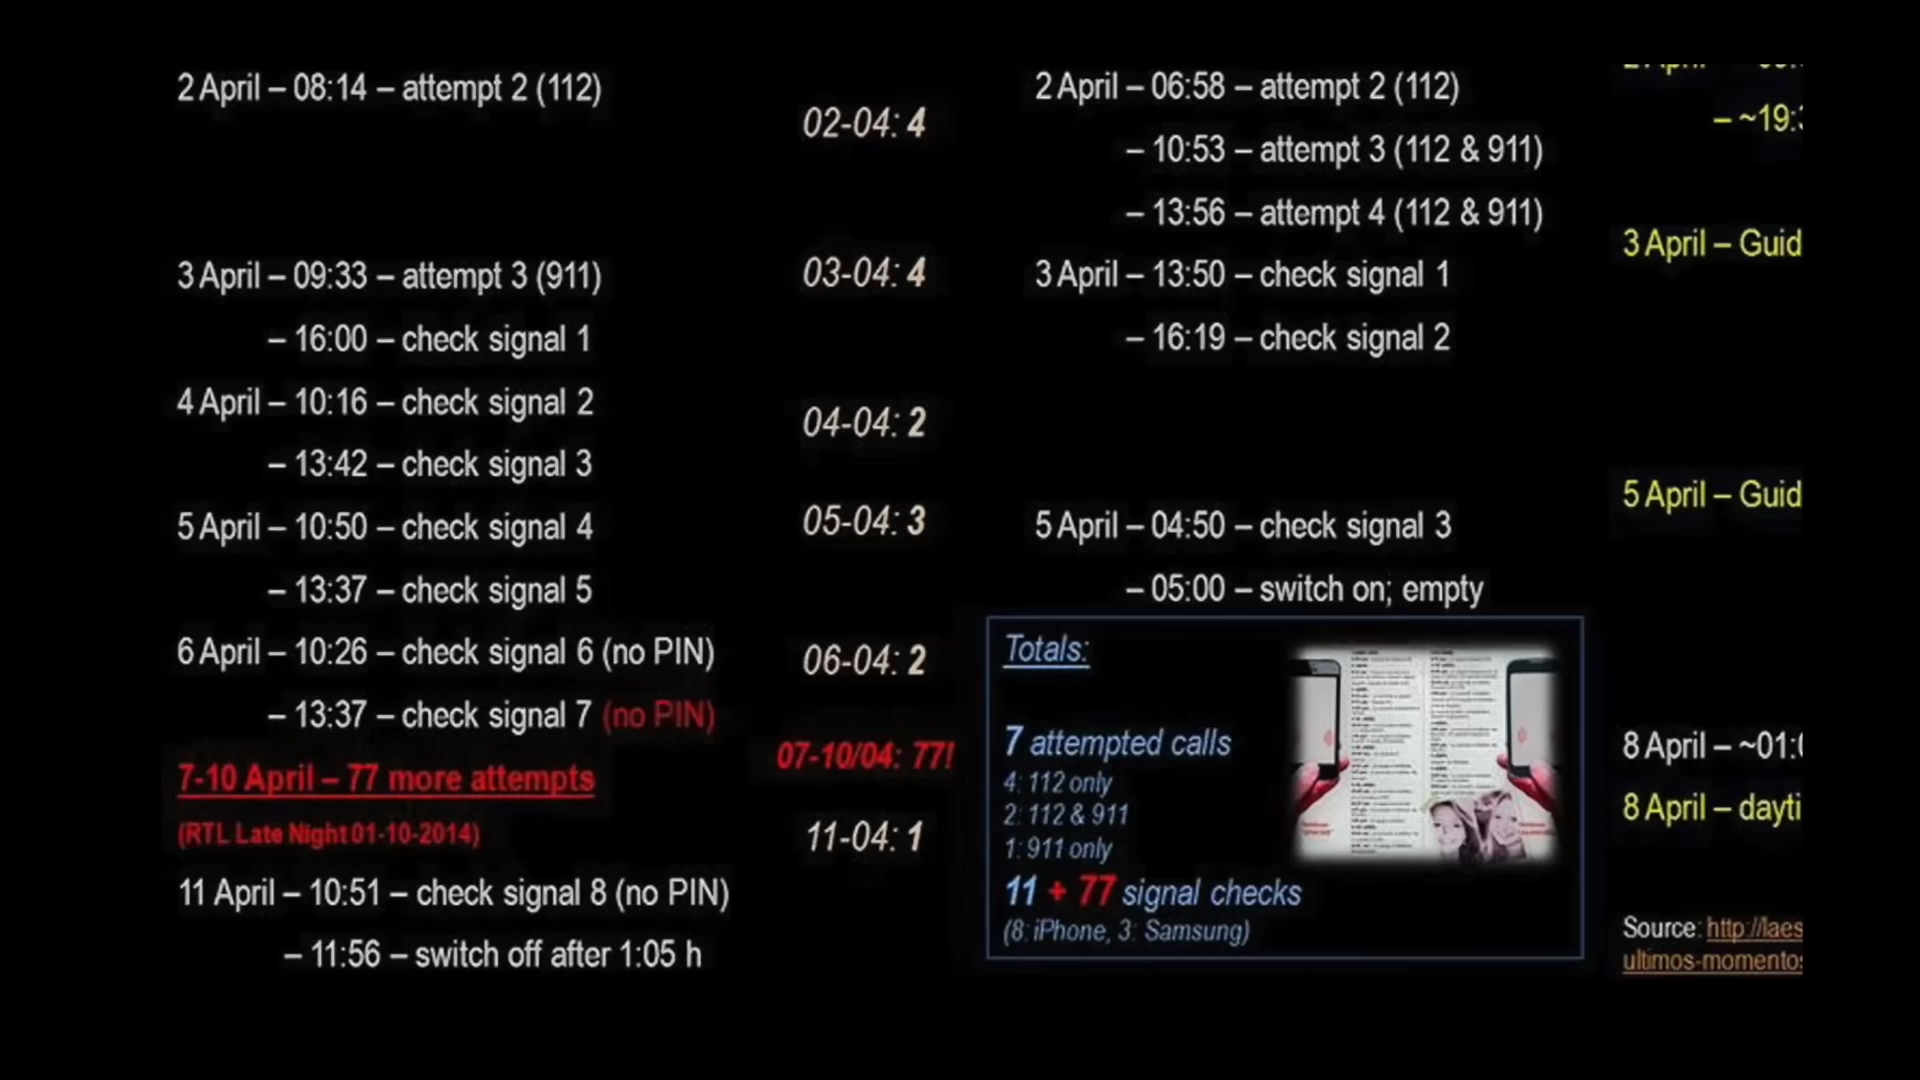 2 April – 08:14 – attempt 2 (112)
3 April – 09:33 – attempt 3 (911)
– 16:00 – check signal 1
4 April – 10:16 – check signal 2
– 13:42 – check signal 3
5 April – 10:50 – check signal 4
– 13:37 – check signal 5
6 April – 10:26 – check signal 6 (no PIN)
– 13:37 – check signal 7 (no PIN)
7-10 April – 77 more attempts
(RTL Late Night 01-10-2014)
11 April – 10:51 – check signal 8 (no PIN)
– 11:56 – switch off after 1:05 h
02-04: 4
03-04: 4
04-04: 2
05-04: 3
06-04: 2
07-10/04: 77!
11-04: 1
2 April – 06:58 – attempt 2 (112)
– 10:53 – attempt 3 (112 & 911)
– 13:56 – attempt 4 (112 & 911)
3 April – 13:50 – check signal 1
– 16:19 – check signal 2
5 April – 04:50 – check signal 3
– 05:00 – switch on; empty
Totals:
7 attempted calls
4: 112 only
2: 112 & 911
1: 911 only
11 + 77 signal checks
(8: iPhone, 3: Samsung)
– ~19:
3 April – Guid
5 April – Guid
8 April – ~01:
8 April – dayti
Source: http://laes
ultimos-momentos